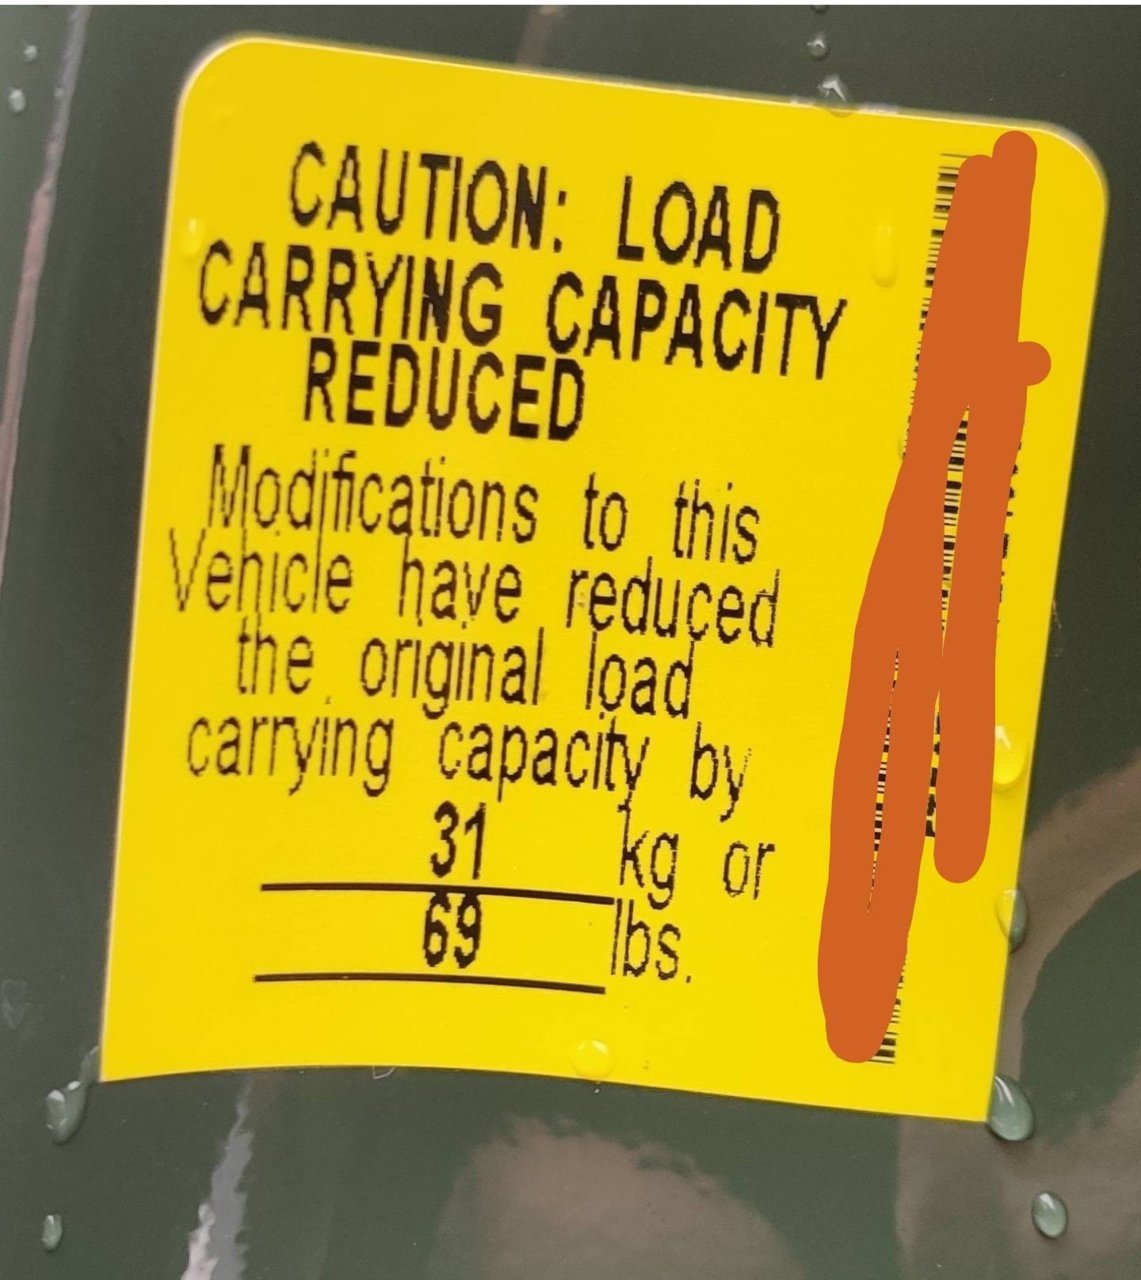 CAUTION: LOAD
CARRYING CAPACITY
REDUCED
Modifications to this
Vehicle have reduced
the original load
carrying capacity by
31 kg or
69 lbs.